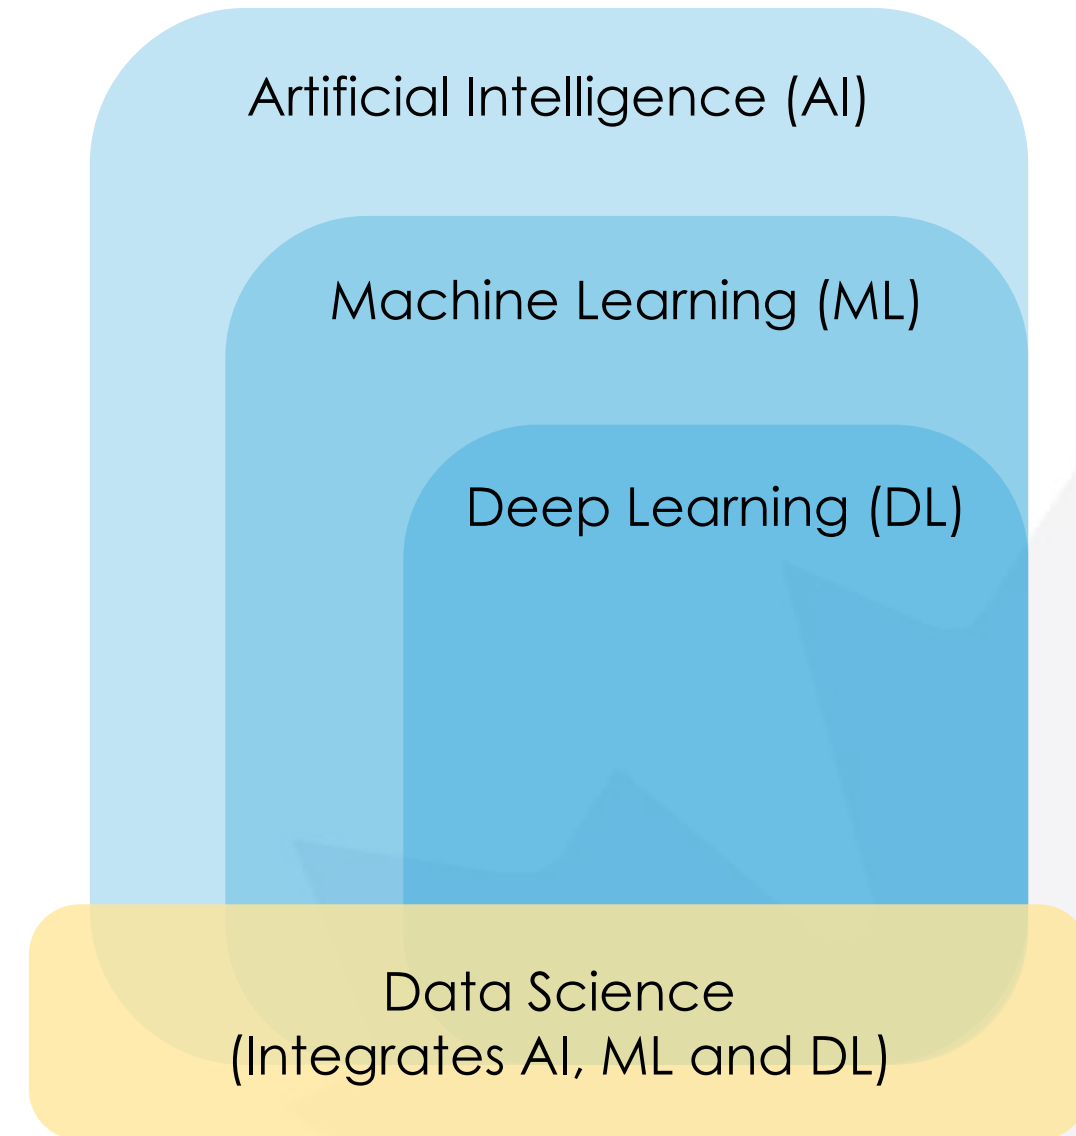 Artificial Intelligence (AI)
Machine Learning (ML)
Deep Learning (DL)
Data Science
(Integrates AI, ML and DL)